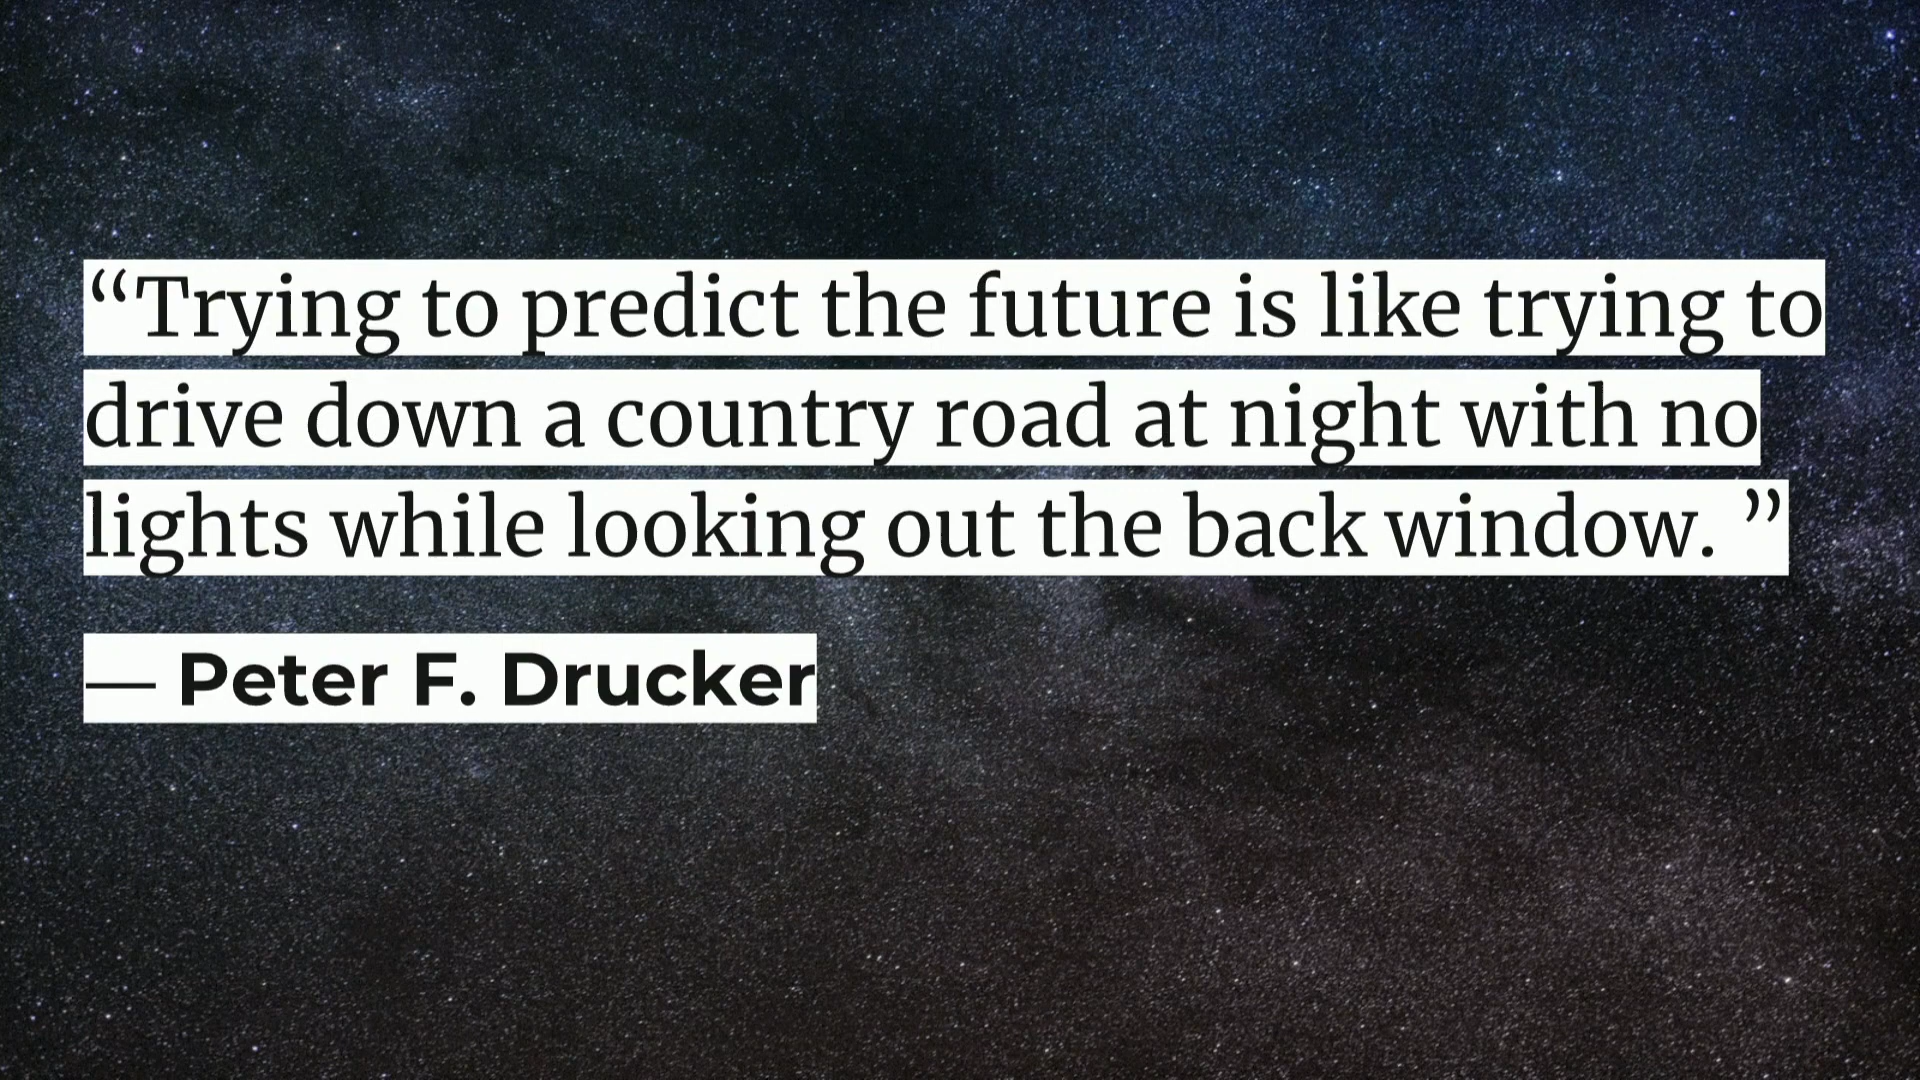 “Trying to predict the future is like trying to
drive down a country road at night with no
lights while looking out the back window. ”
— Peter F. Drucker